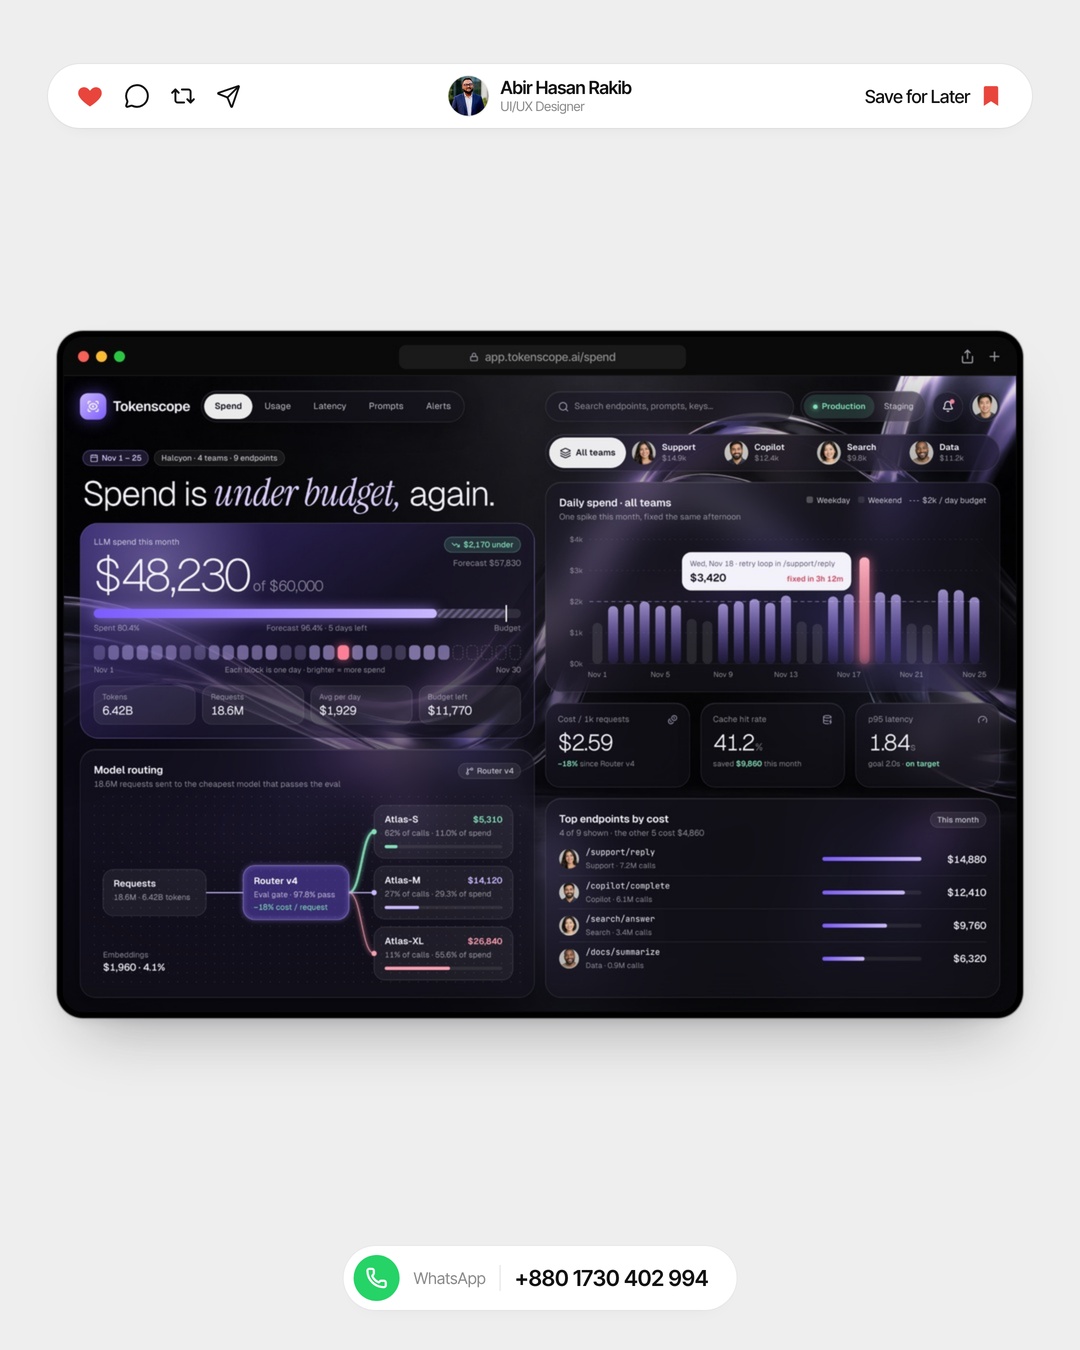 Abir Hasan Rakib
UI/UX Designer
Save for Later
app.tokenscope.ai/spend
Tokenscope
Spend
Usage
Latency
Prompts
Alerts
Search endpoints, prompts, keys...
Production
Staging
Nov 1 – 25
Halcyon · 4 teams · 9 endpoints
Spend is under budget, again.
All teams
Support
$14.9k
Copilot
$12.4k
Search
$9.8k
Data
$11.2k
LLM spend this month
$48,230 of $60,000
$2,170 under
Forecast $57,830
Spent 80.4%
Forecast 96.4% · 5 days left
Budget
Nov 1
Each block is one day · brighter = more spend
Nov 30
Tokens
6.42B
Requests
18.6M
Avg per day
$1,929
Budget left
$11,770
Daily spend · all teams
One spike this month, fixed the same afternoon
Weekday
Weekend
$2k / day budget
$4k
$3k
$2k
$1k
$0k
Wed, Nov 18 · retry loop in /support/reply
$3,420
fixed in 3h 12m
Nov 1
Nov 5
Nov 9
Nov 13
Nov 17
Nov 21
Nov 25
Cost / 1k requests
$2.59
−18% since Router v4
Cache hit rate
41.2%
saved $9,860 this month
p95 latency
1.84s
goal 2.0s · on target
Model routing
18.6M requests sent to the cheapest model that passes the eval
Router v4
Requests
18.6M · 6.42B tokens
Router v4
Eval gate · 97.8% pass
−18% cost / request
Atlas-S
$5,310
62% of calls · 11.0% of spend
Atlas-M
$14,120
27% of calls · 29.3% of spend
Atlas-XL
$26,840
11% of calls · 55.6% of spend
Embeddings
$1,960 · 4.1%
Top endpoints by cost
4 of 9 shown · the other 5 cost $4,860
This month
/support/reply
Support · 7.2M calls
$14,880
/copilot/complete
Copilot · 6.1M calls
$12,410
/search/answer
Search · 3.4M calls
$9,760
/docs/summarize
Data · 0.9M calls
$6,320
WhatsApp
+880 1730 402 994